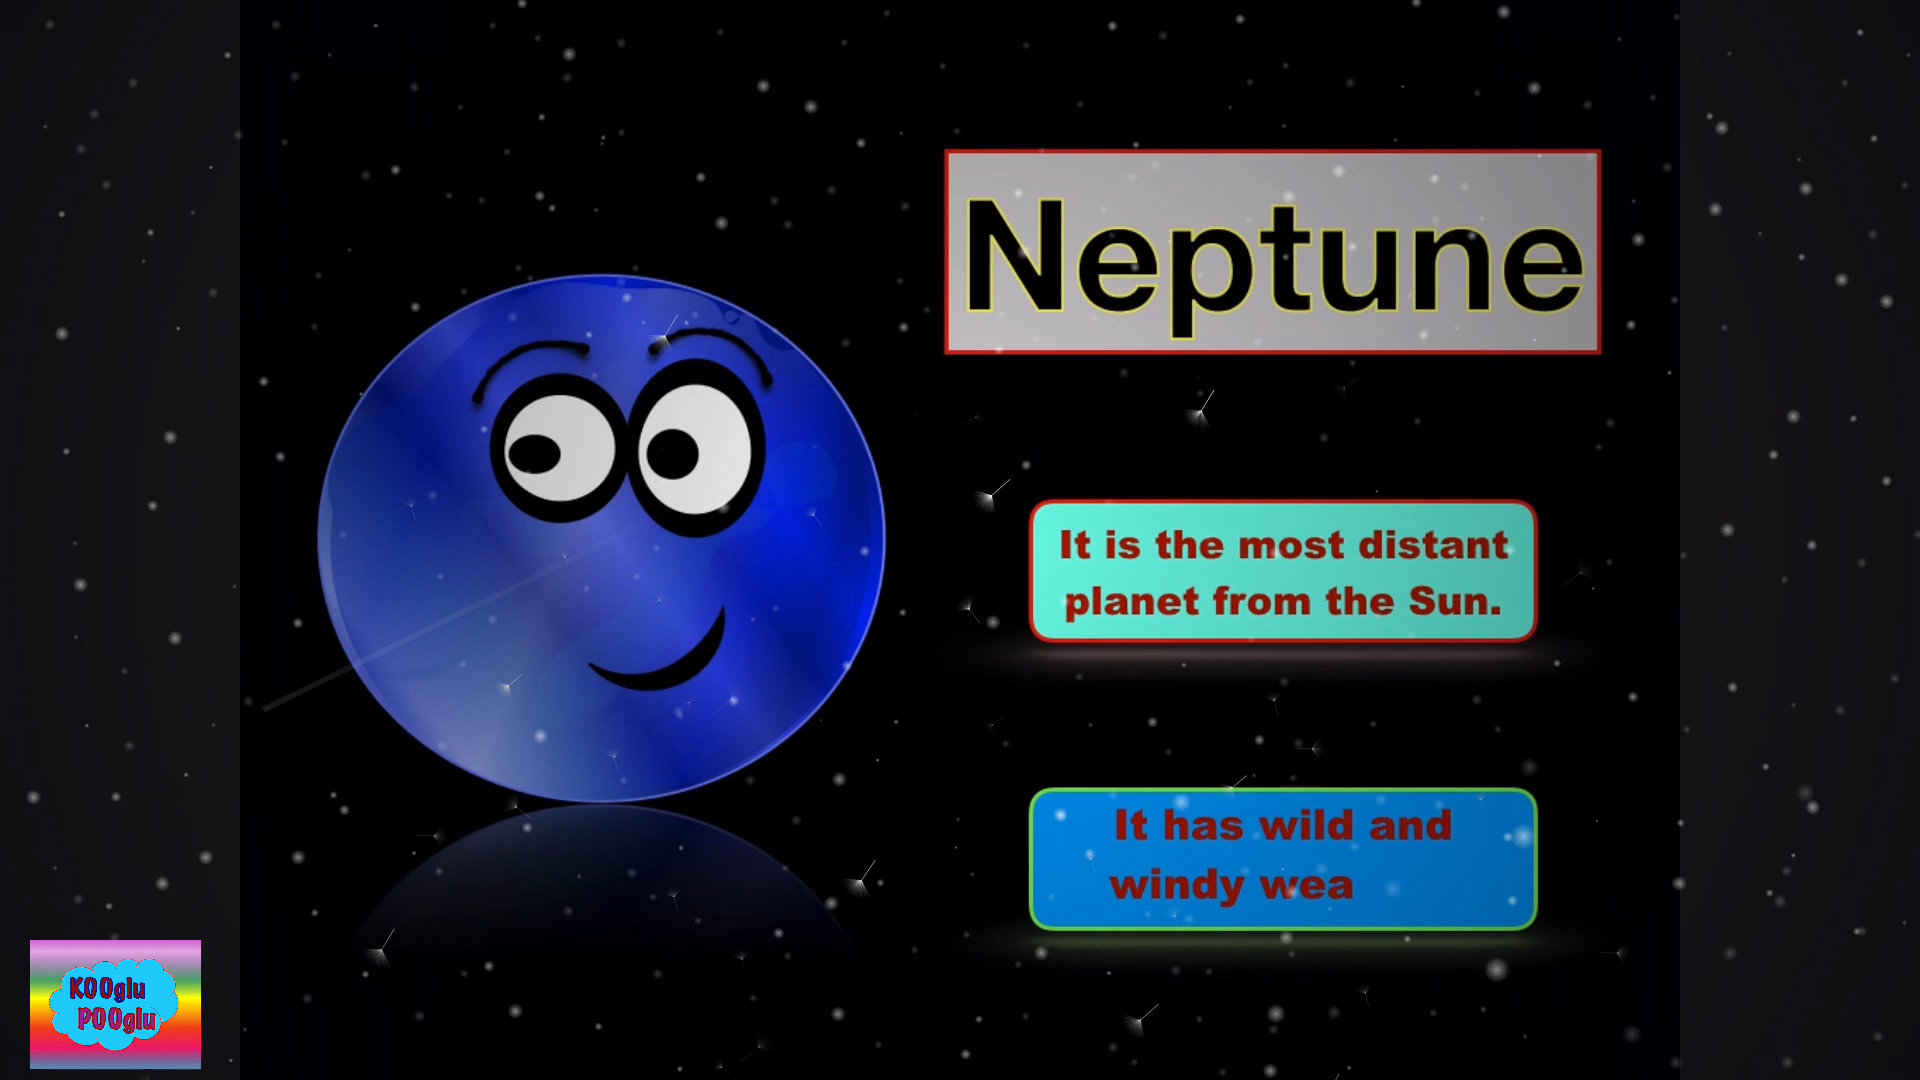 Neptune
It is the most distant
planet from the Sun.
It has wild and
windy wea
KOOglu
POOglu